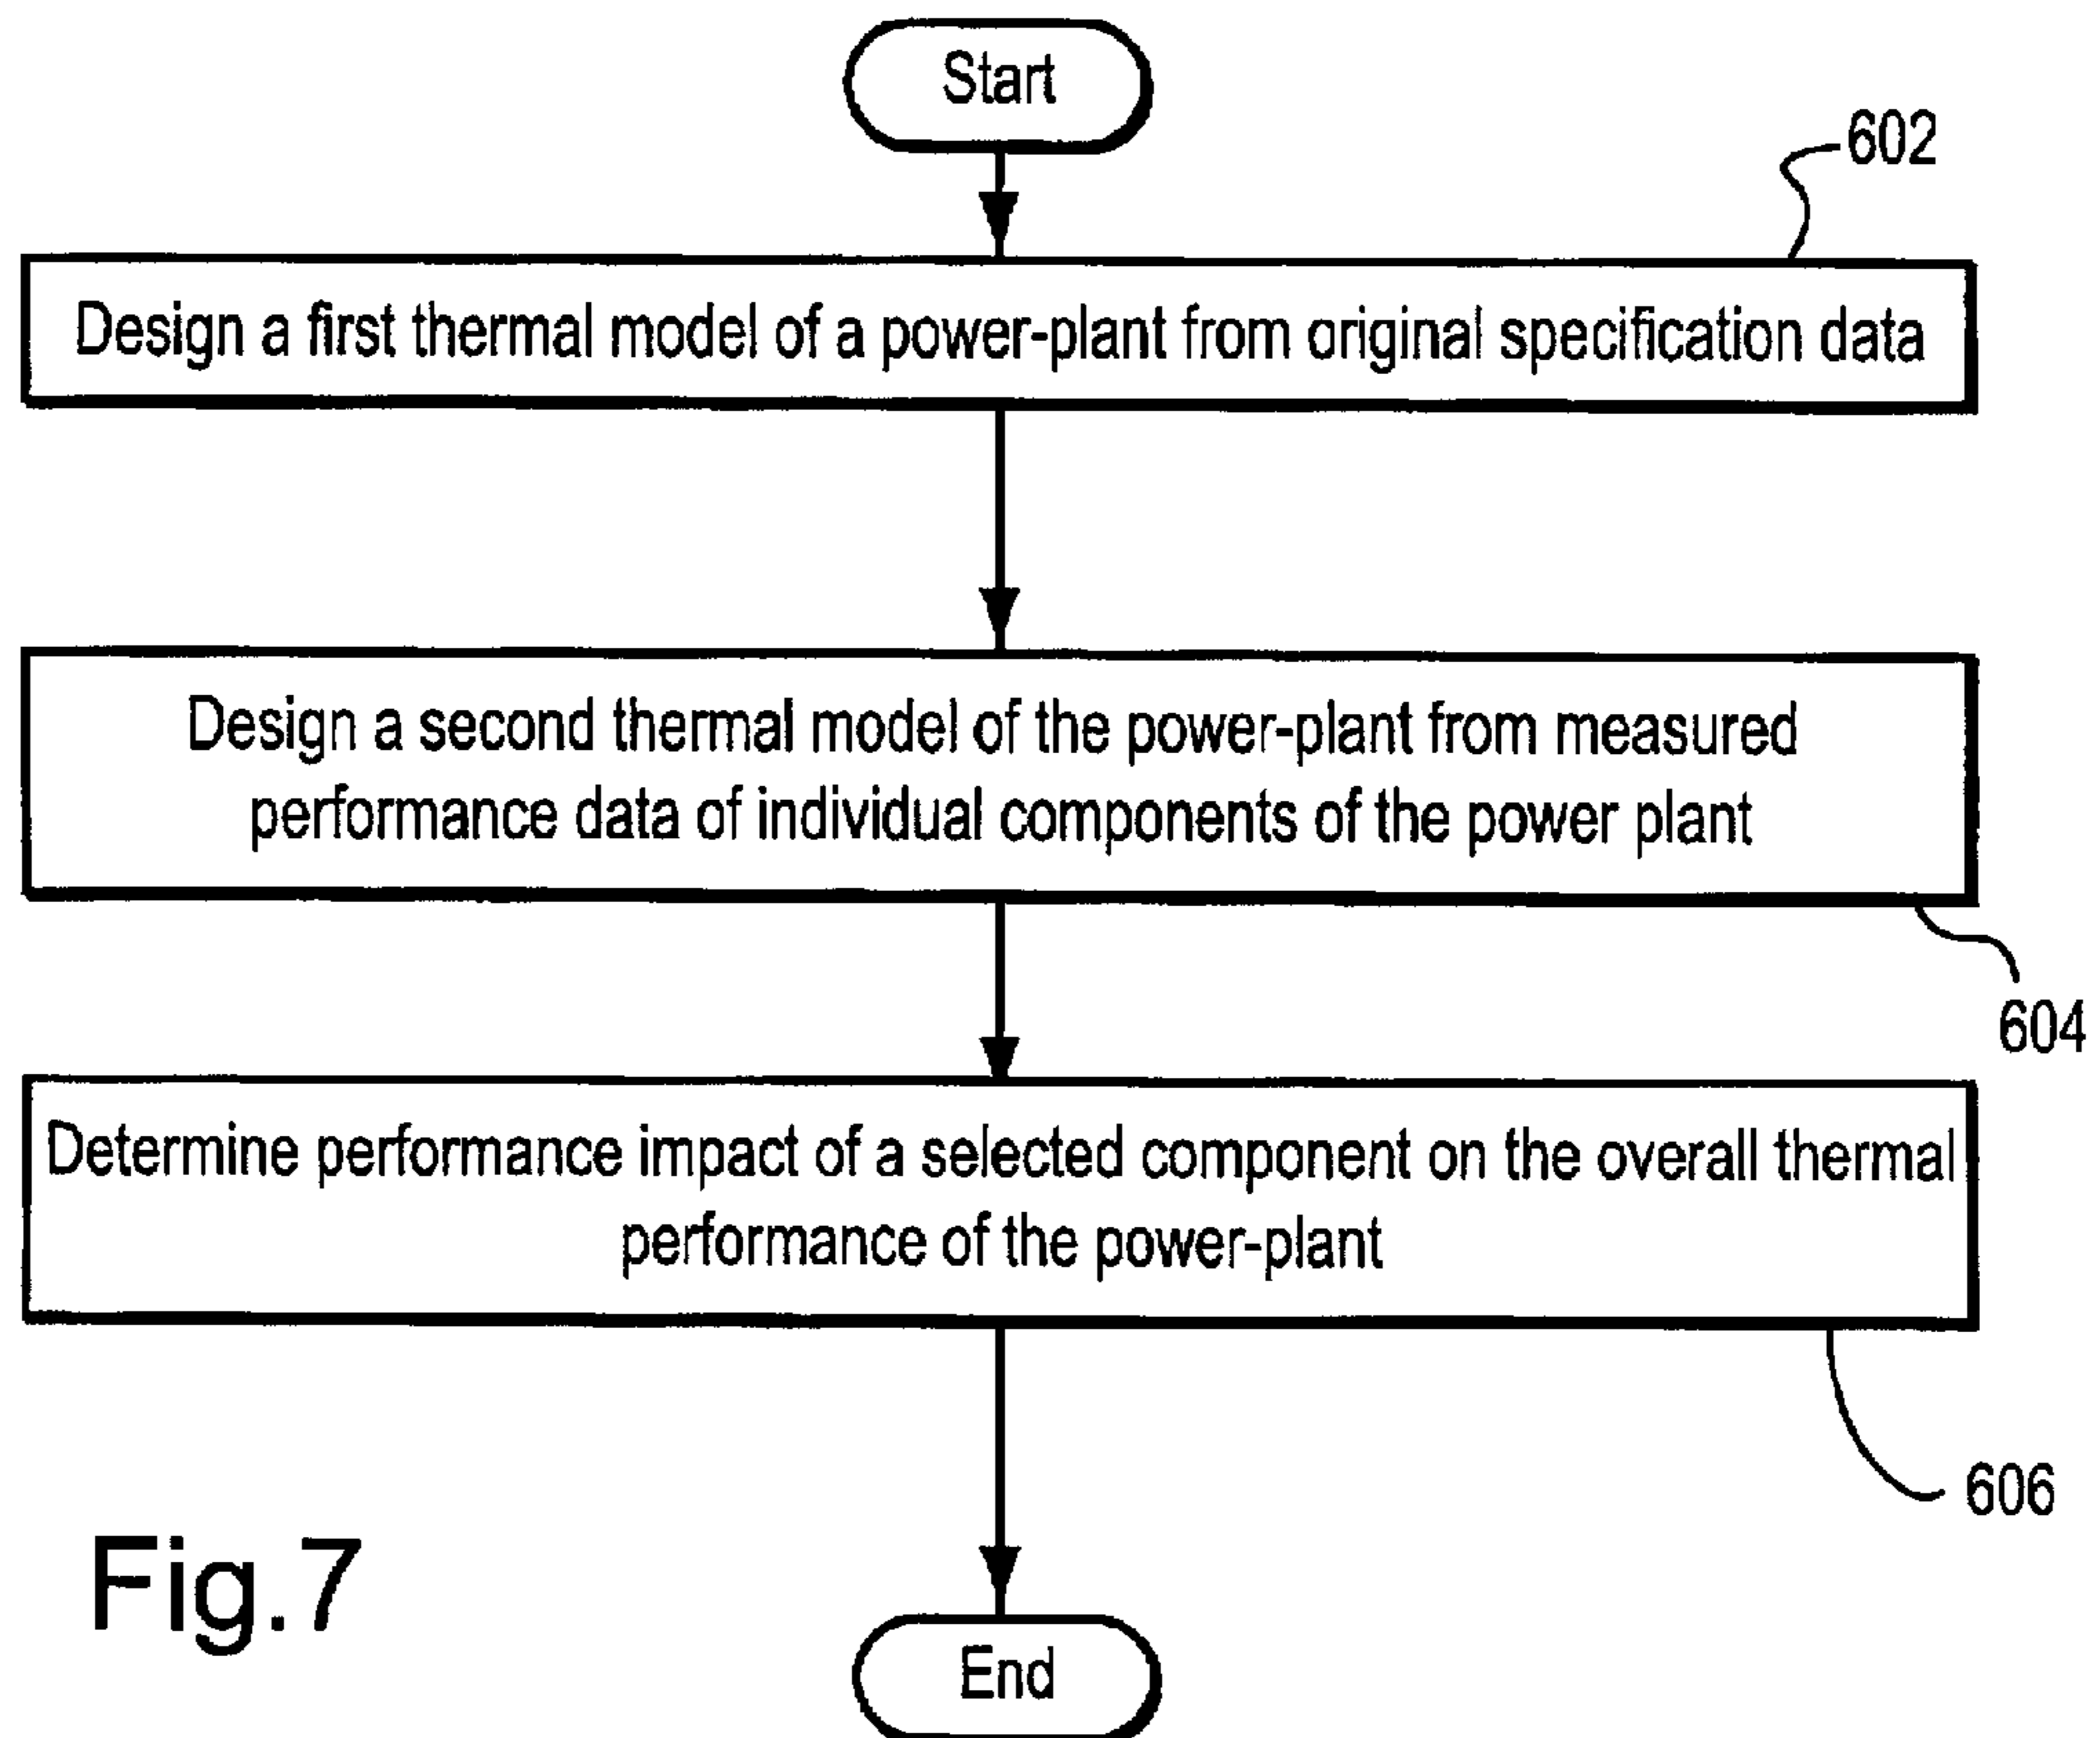 Start
602
Design a first thermal model of a power-plant from original specification data
Design a second thermal model of the power-plant from measured
performance data of individual components of the power plant
604
Determine performance impact of a selected component on the overall thermal
performance of the power-plant
606
Fig.7
End